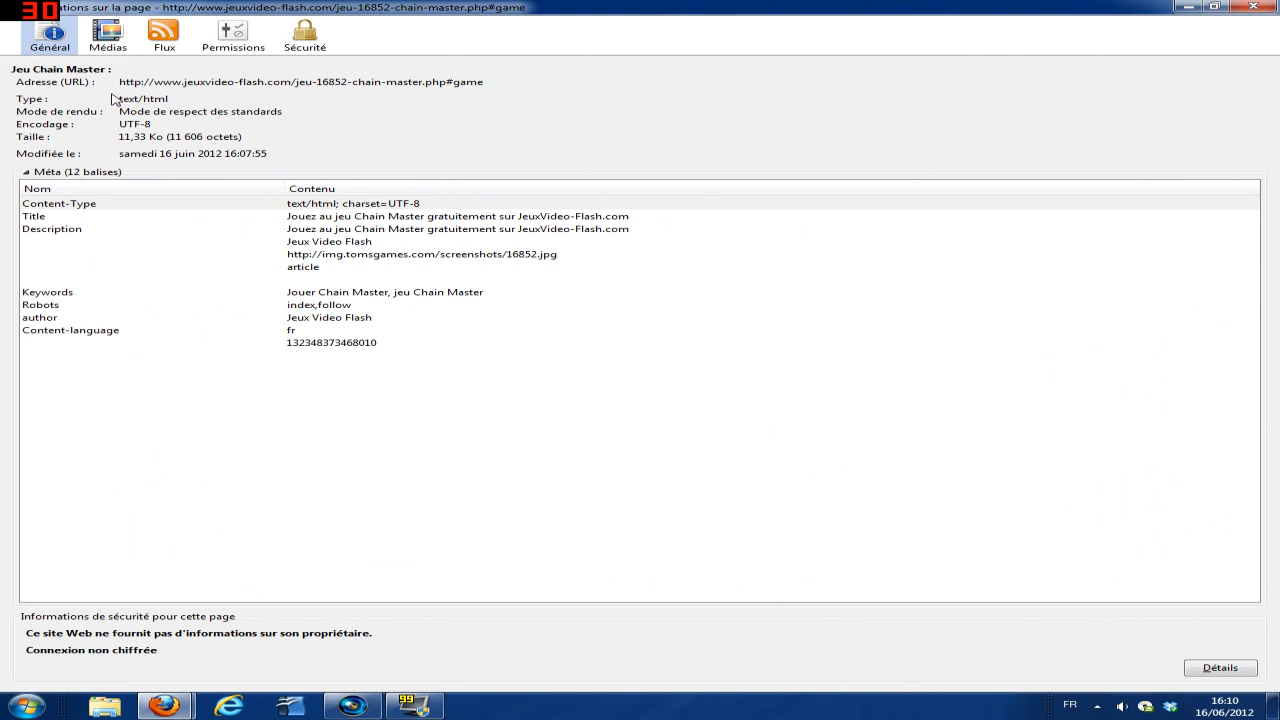 30
ations sur la page - http://www.jeuxvideo-flash.com/jeu-16852-chain-master.php#game
Général Médias Flux Permissions Sécurité
Jeu Chain Master :
Adresse (URL) : http://www.jeuxvideo-flash.com/jeu-16852-chain-master.php#game
Type : text/html
Mode de rendu : Mode de respect des standards
Encodage : UTF-8
Taille : 11,33 Ko (11 606 octets)
Modifiée le : samedi 16 juin 2012 16:07:55
Méta (12 balises)
Nom Contenu
Content-Type text/html; charset=UTF-8
Title Jouez au jeu Chain Master gratuitement sur JeuxVideo-Flash.com
Description Jouez au jeu Chain Master gratuitement sur JeuxVideo-Flash.com
Jeux Video Flash
http://img.tomsgames.com/screenshots/16852.jpg
article
Keywords Jouer Chain Master, jeu Chain Master
Robots index,follow
author Jeux Video Flash
Content-language fr
132348373468010
Informations de sécurité pour cette page
Ce site Web ne fournit pas d'informations sur son propriétaire.
Connexion non chiffrée
Détails
99
FR
16:10
16/06/2012